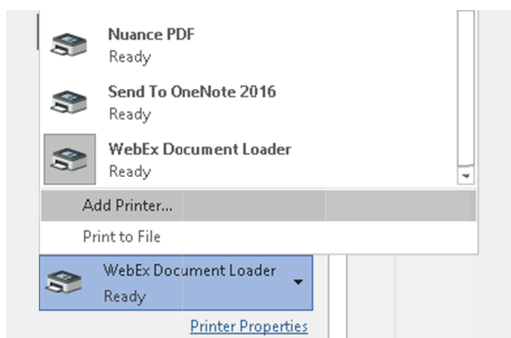 Nuance PDF
Ready
Send To OneNote 2016
Ready
WebEx Document Loader
Ready
Add Printer...
Print to File
WebEx Document Loader
Ready
Printer Properties